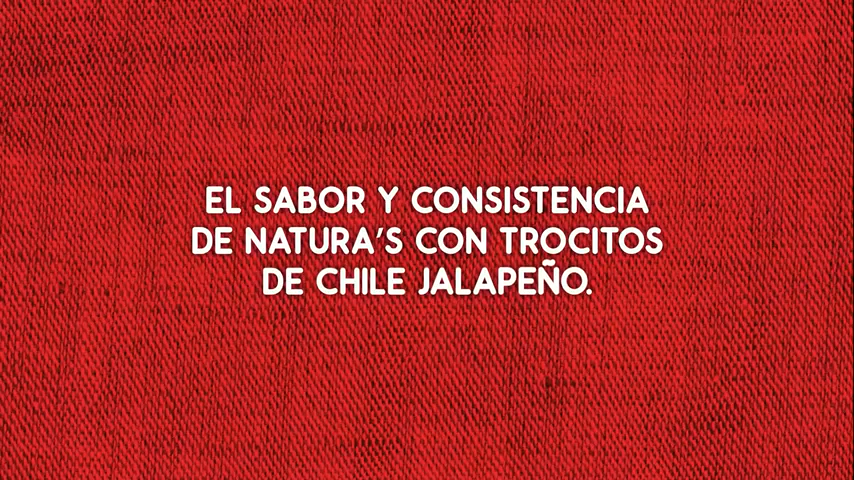 EL SABOR Y CONSISTENCIA
DE NATURA'S CON TROCITOS
DE CHILE JALAPEÑO.